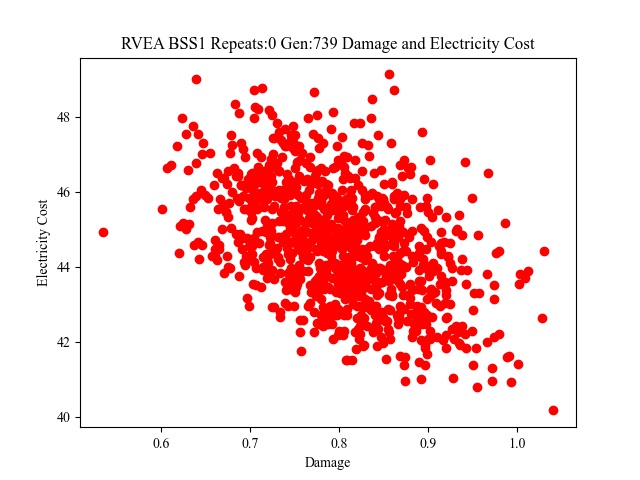 RVEA BSS1 Repeats:0 Gen:739 Damage and Electricity Cost
48
46
44
42
40
Electricity Cost
0.6 0.7 0.8 0.9 1.0
Damage